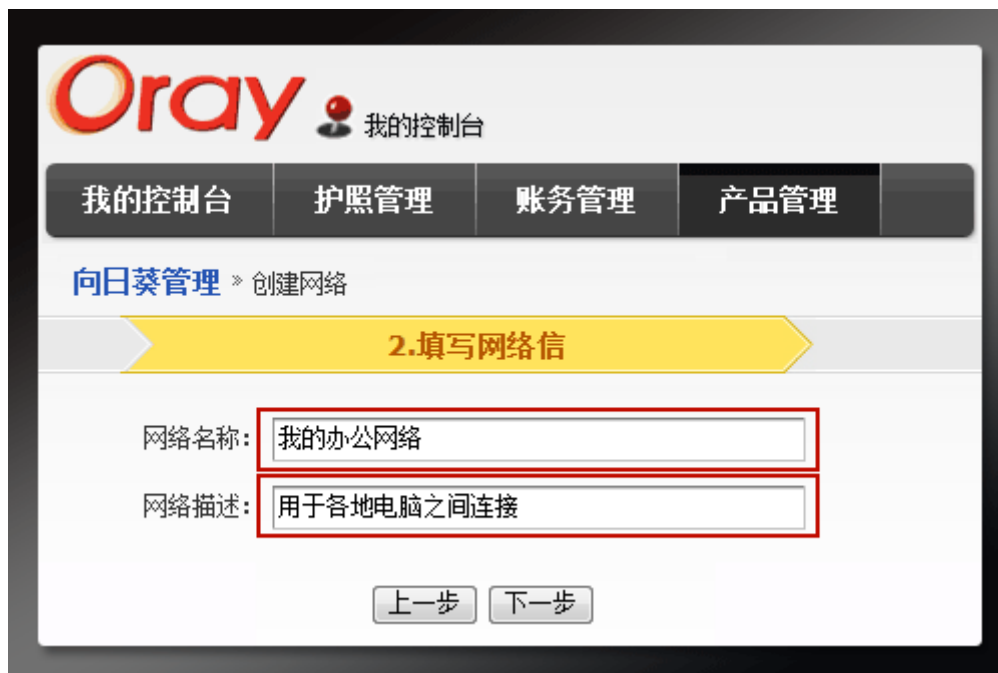 Oray 我的控制台
我的控制台 护照管理 账务管理 产品管理
向日葵管理 » 创建网络
2.填写网络信
网络名称: 我的办公网络
网络描述: 用于各地电脑之间连接
上一步 下一步